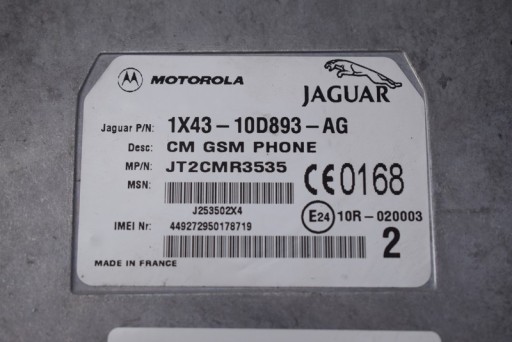 MOTOROLA
JAGUAR
Jaguar P/N: 1X43-10D893-AG
Desc: CM GSM PHONE
MP/N: JT2CMR3535
MSN:
J253502X4
CE0168
IMEI Nr: 449272950178719
E24 10R-020003
2
MADE IN FRANCE